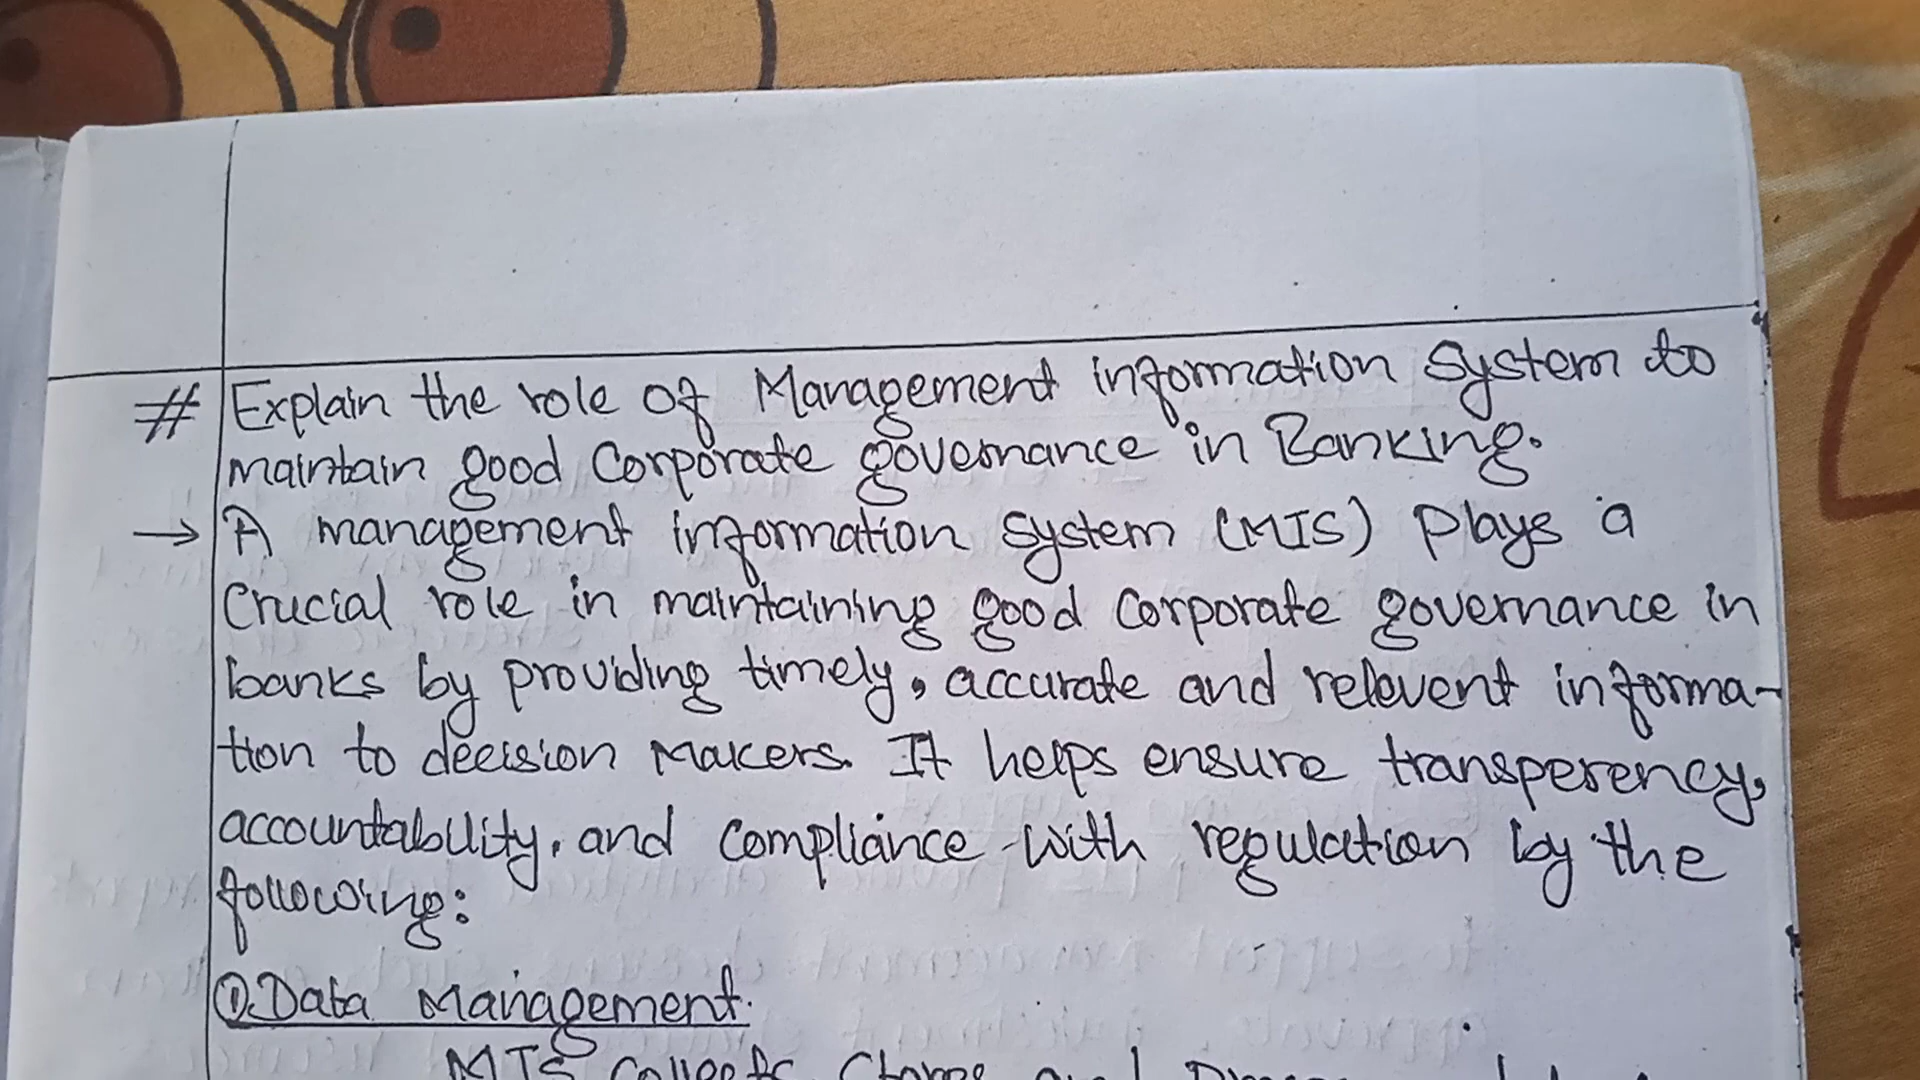 # Explain the role of Management information system to
maintain good Corporate governance in Banking.
→ A management information system (MIS) plays a
crucial role in maintaining good corporate governance in
banks by providing timely, accurate and relevent informa-
tion to decision makers. It helps ensure transperency,
accountability, and compliance with regulation by the
following:
①. Data Management.
MIS collects